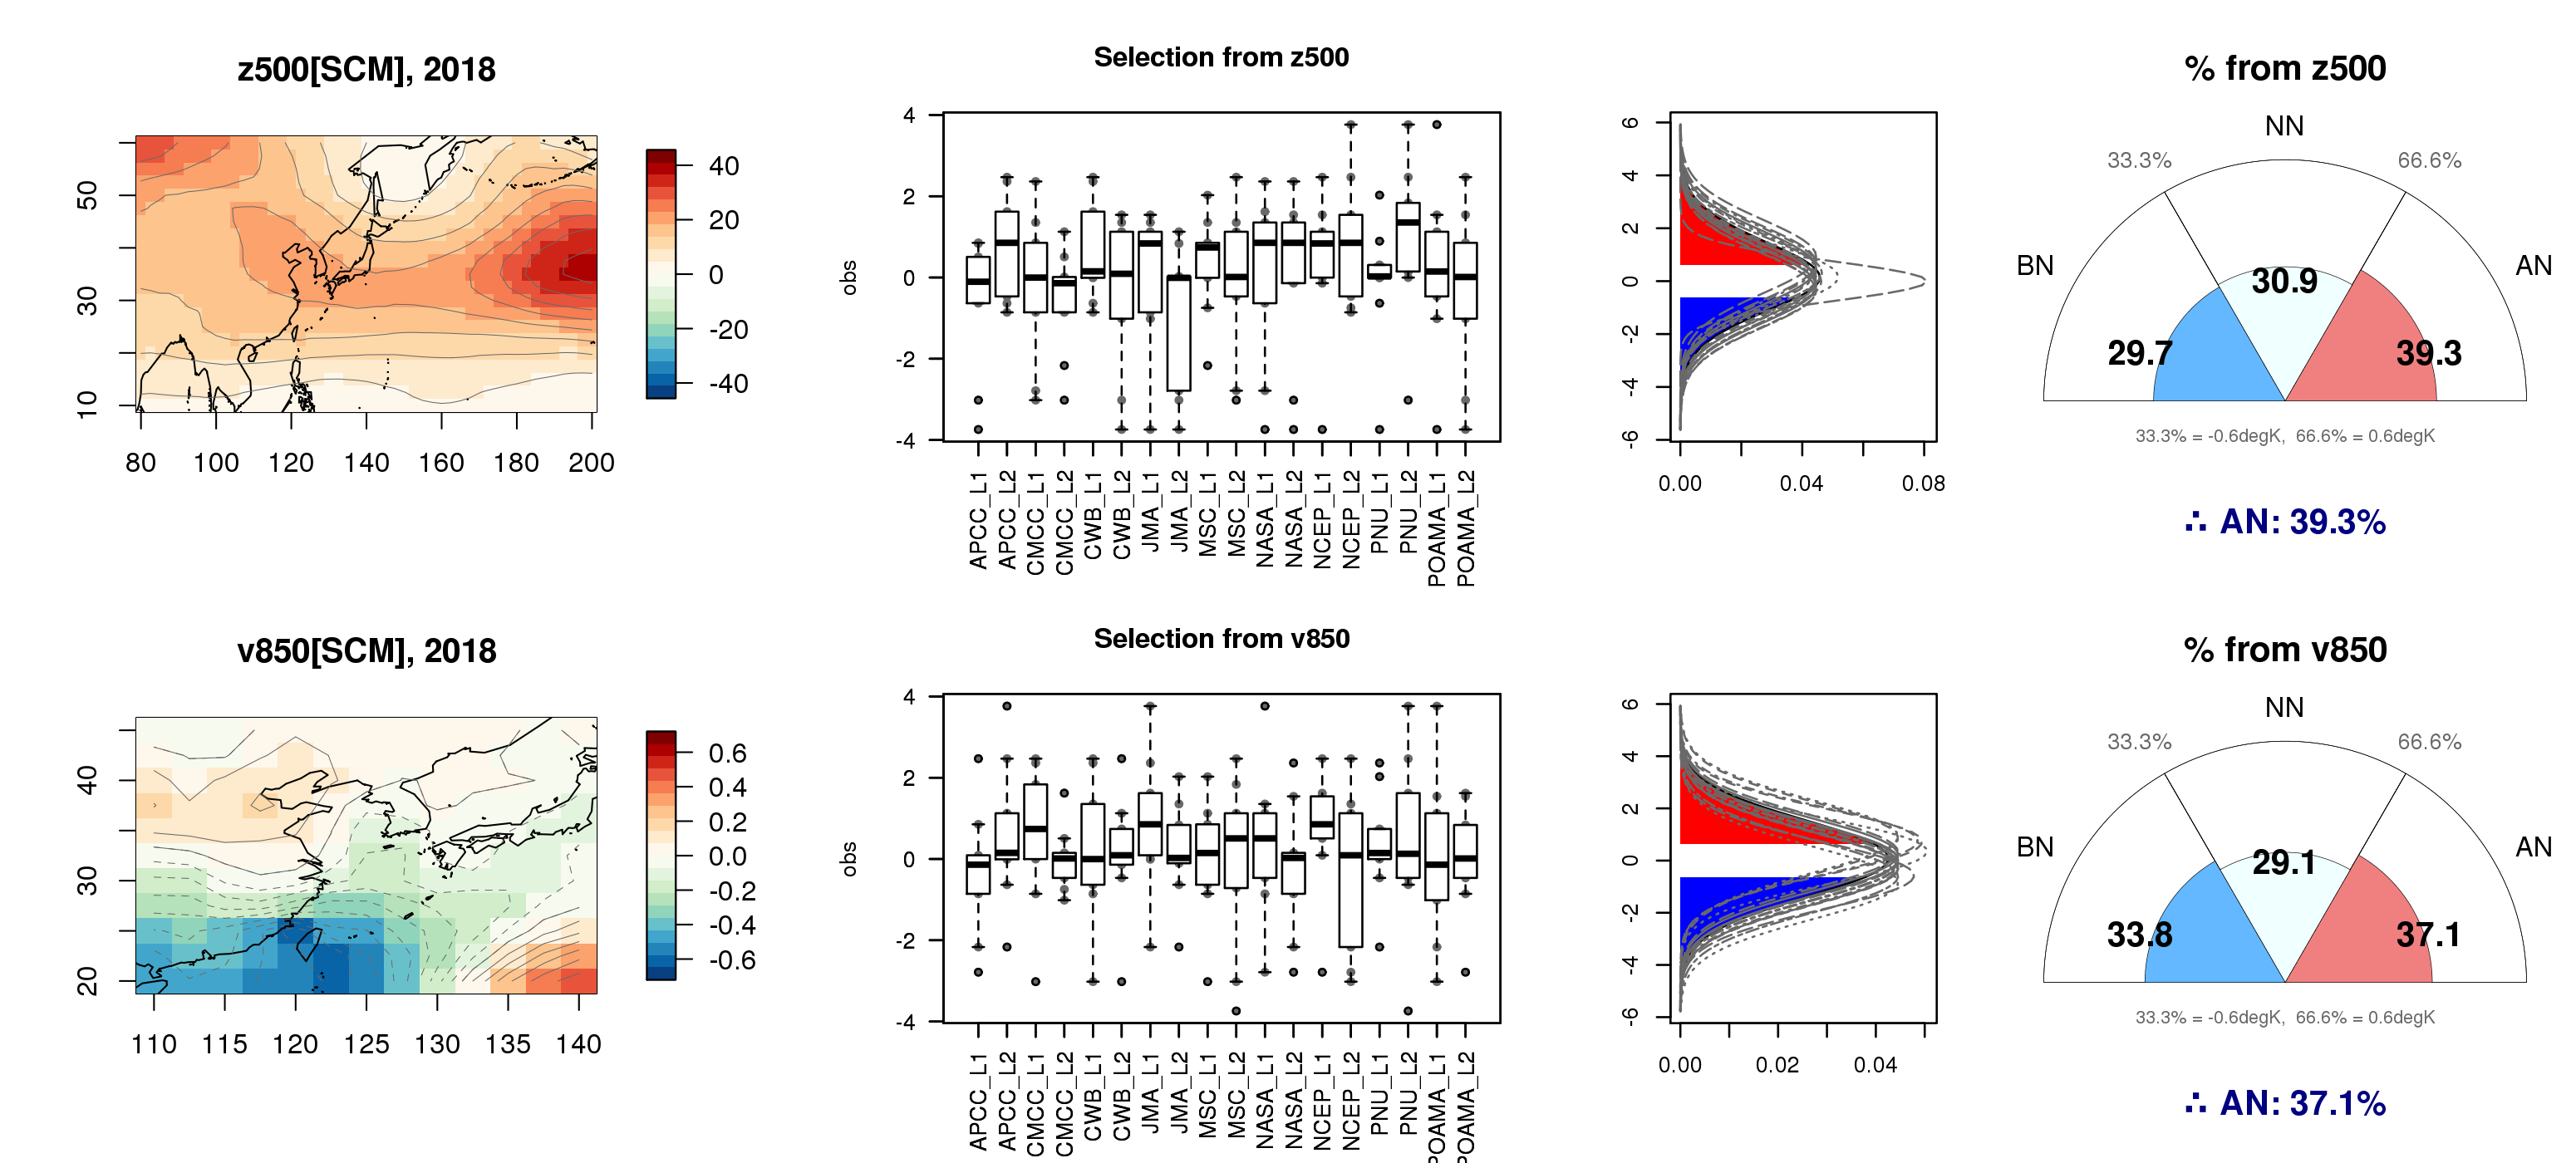 z500[SCM], 2018
50
30
10
80 100 120 140 160 180 200
40
20
0
-20
-40
Selection from z500
obs
4
2
0
-2
-4
APCC_L1
APCC_L2
CMCC_L1
CMCC_L2
CWB_L1
CWB_L2
JMA_L1
JMA_L2
MSC_L1
MSC_L2
NASA_L1
NASA_L2
NCEP_L1
NCEP_L2
PNU_L1
PNU_L2
POAMA_L1
POAMA_L2
6
4
2
0
-2
-4
-6
0.00 0.04 0.08
% from z500
NN
33.3% 66.6%
BN AN
30.9
29.7 39.3
33.3% = -0.6degK, 66.6% = 0.6degK
∴ AN: 39.3%
v850[SCM], 2018
40
30
20
110 115 120 125 130 135 140
0.6
0.4
0.2
0.0
-0.2
-0.4
-0.6
Selection from v850
obs
4
2
0
-2
-4
APCC_L1
APCC_L2
CMCC_L1
CMCC_L2
CWB_L1
CWB_L2
JMA_L1
JMA_L2
MSC_L1
MSC_L2
NASA_L1
NASA_L2
NCEP_L1
NCEP_L2
PNU_L1
PNU_L2
POAMA_L1
POAMA_L2
6
4
2
0
-2
-4
-6
0.00 0.02 0.04
% from v850
NN
33.3% 66.6%
BN AN
29.1
33.8 37.1
33.3% = -0.6degK, 66.6% = 0.6degK
∴ AN: 37.1%